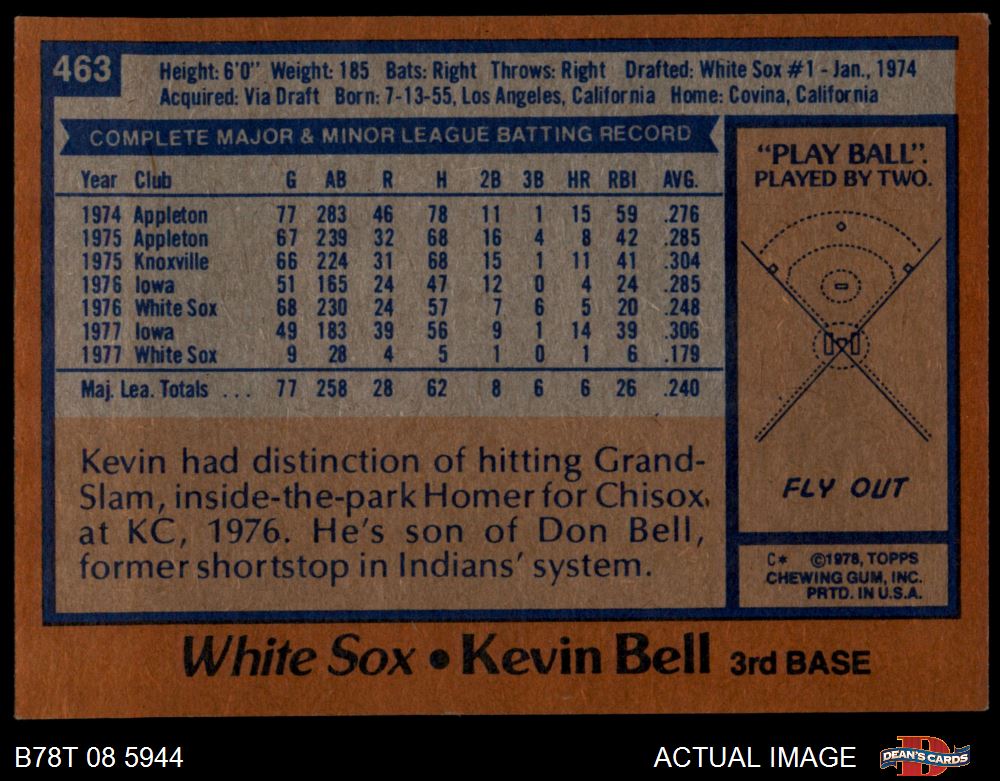 463
Height: 6'0" Weight: 185 Bats: Right Throws: Right Drafted: White Sox #1 - Jan., 1974
Acquired: Via Draft Born: 7-13-55, Los Angeles, California Home: Covina, California
COMPLETE MAJOR & MINOR LEAGUE BATTING RECORD
Year Club G AB R H 2B 3B HR RBI AVG.
1974 Appleton 77 283 46 78 11 1 15 59 .276
1975 Appleton 67 239 32 68 16 4 8 42 .285
1975 Knoxville 66 224 31 68 15 1 11 41 .304
1976 Iowa 51 165 24 47 12 0 4 24 .285
1976 White Sox 68 230 24 57 7 6 5 20 .248
1977 Iowa 49 183 39 56 9 1 14 39 .306
1977 White Sox 9 28 4 5 1 0 1 6 .179
Maj. Lea. Totals ... 77 258 28 62 8 6 6 26 .240
Kevin had distinction of hitting Grand-
Slam, inside-the-park Homer for Chisox,
at KC, 1976. He's son of Don Bell,
former shortstop in Indians' system.
"PLAY BALL".
PLAYED BY TWO.
FLY OUT
C* ©1978, TOPPS
CHEWING GUM, INC.
PRTD. IN U.S.A.
White Sox • Kevin Bell 3rd BASE
B78T 08 5944
ACTUAL IMAGE
DEAN'S CARDS